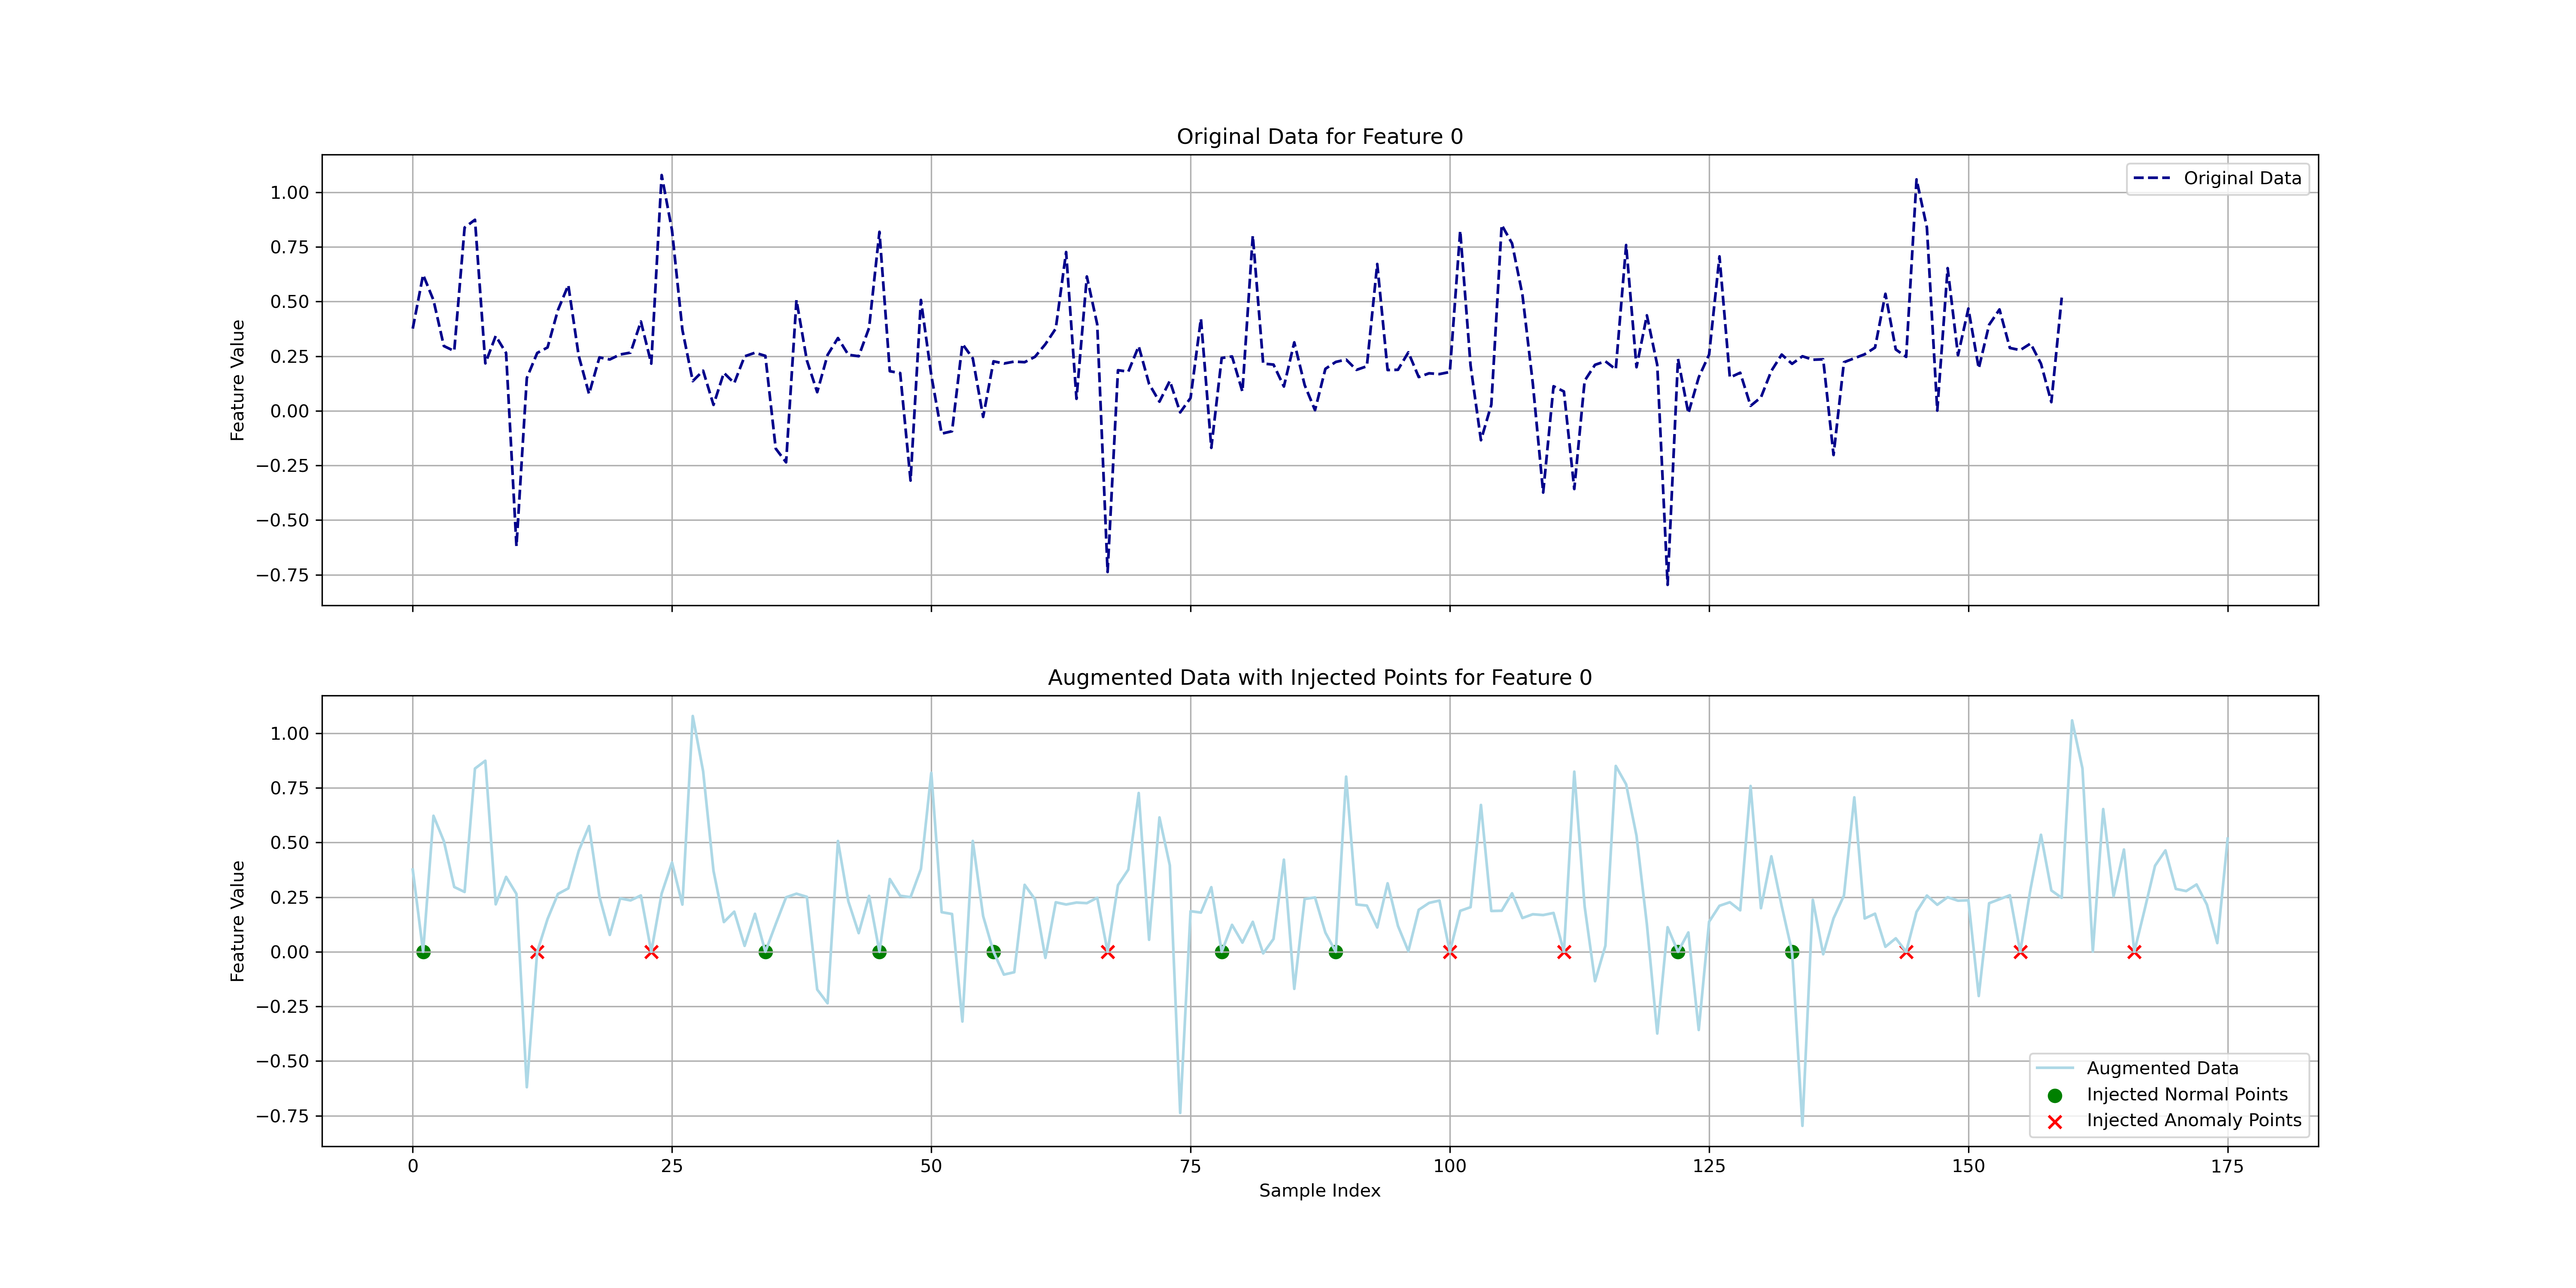 Original Data for Feature 0
Original Data
1.00
0.75
0.50
0.25
0.00
−0.25
−0.50
−0.75
Feature Value
Augmented Data with Injected Points for Feature 0
1.00
0.75
0.50
0.25
0.00
−0.25
−0.50
−0.75
Feature Value
Augmented Data
Injected Normal Points
Injected Anomaly Points
0 25 50 75 100 125 150 175
Sample Index